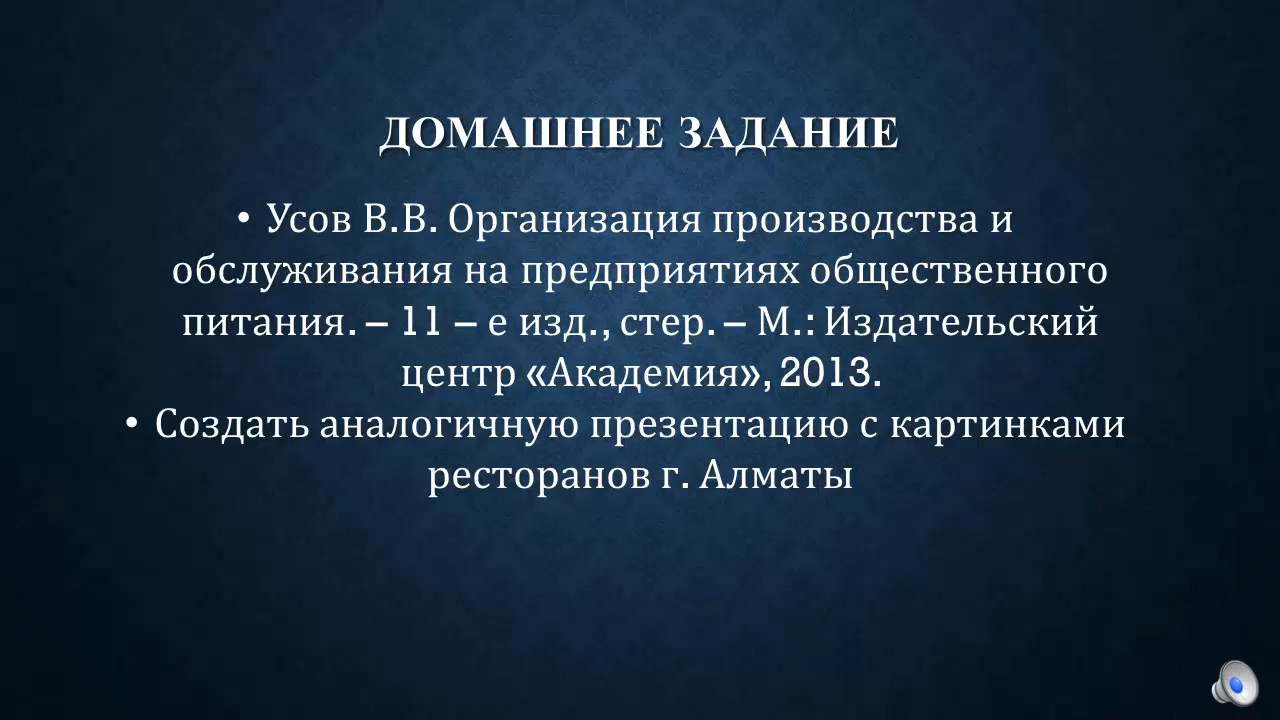 ДОМАШНЕЕ ЗАДАНИЕ
• Усов В.В. Организация производства и
обслуживания на предприятиях общественного
питания. – 11 – е изд., стер. – М.: Издательский
центр «Академия», 2013.
• Создать аналогичную презентацию с картинками
ресторанов г. Алматы